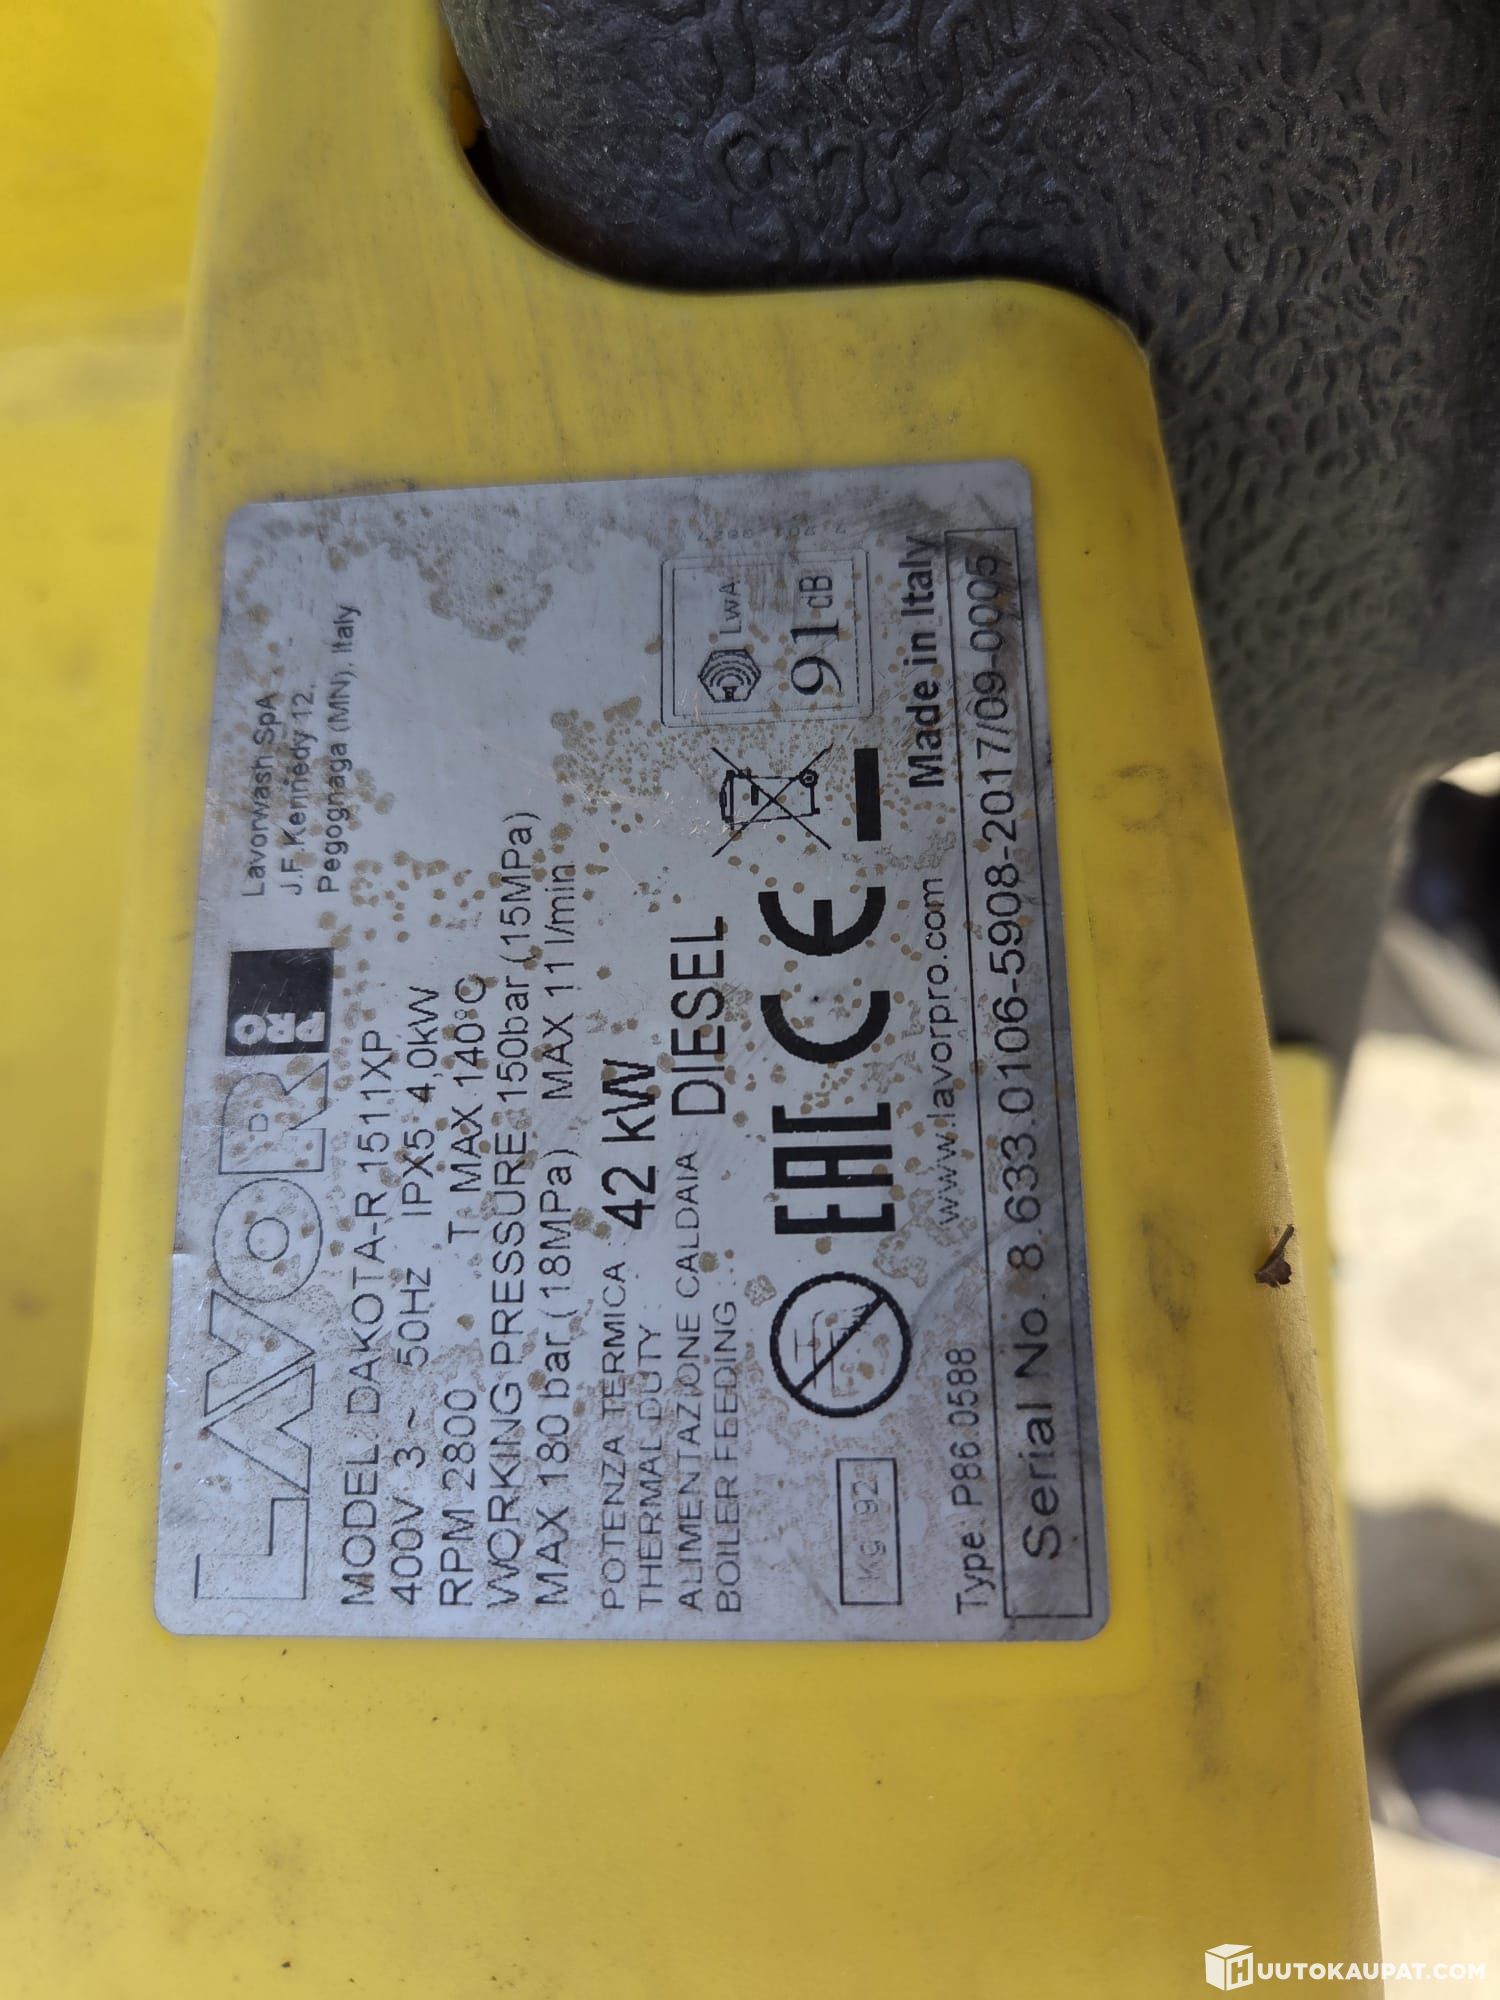 LAVOR PRO
Lavorwash SpA
J.F.Kennedy 12,
Pegognaga (MN), Italy
MODEL DAKOTA-R 1511XP
400V 3 ~ 50Hz IPX5 4,0kW
RPM 2800 T MAX 140°C
WORKING PRESSURE 150bar (15MPa)
MAX 180 bar (18MPa) MAX 11 l/min
POTENZA TERMICA
THERMAL DUTY : 42 kW
ALIMENTAZIONE CALDAIA :
BOILER FEEDING DIESEL
LwA
91dB
Kg 92
EAC CE
Type: P86.0588 www.lavorpro.com Made in Italy
Serial No. 8.633.0106-5908-2017/09-0005
HUUTOKAUPAT.COM